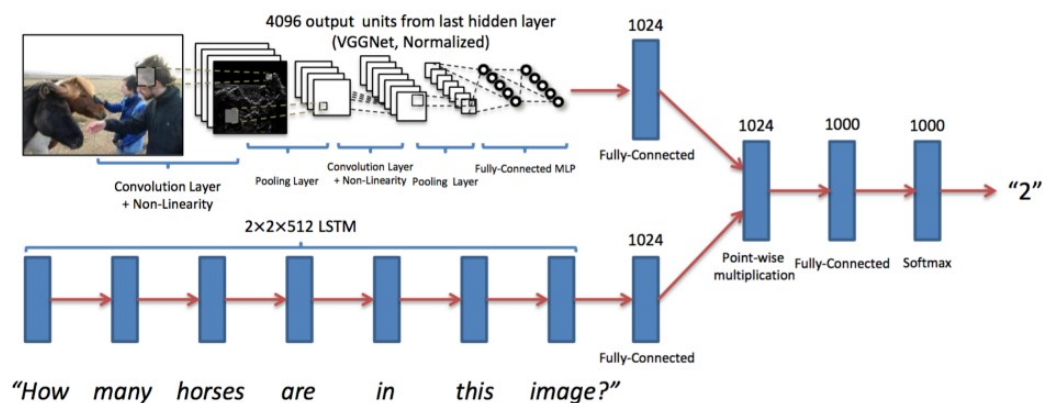 4096 output units from last hidden layer
(VGGNet, Normalized)
1024
Fully-Connected
Convolution Layer
+ Non-Linearity
Pooling Layer
Convolution Layer
+ Non-Linearity
Pooling Layer
Fully-Connected MLP
1024
Point-wise
multiplication
1000
Fully-Connected
1000
Softmax
“2”
2×2×512 LSTM
1024
Fully-Connected
“How many horses are in this image?”